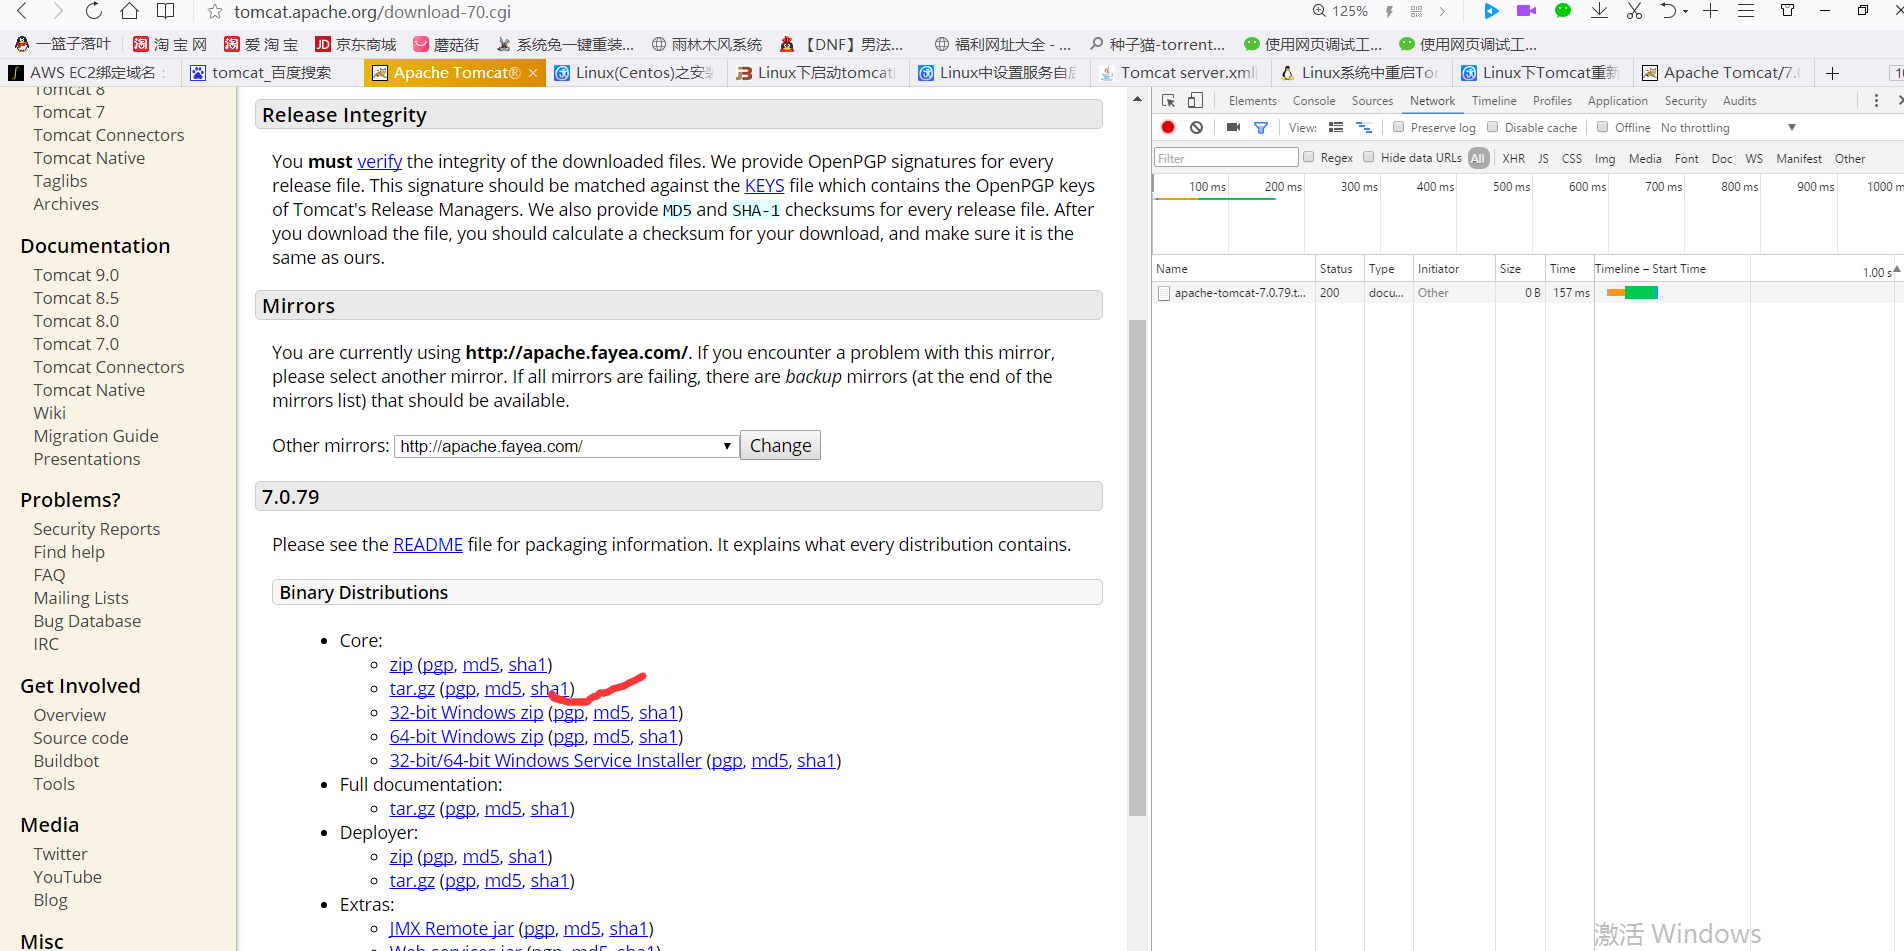 tomcat.apache.org/download-70.cgi
125%
一篮子落叶
淘 宝 网
爱 淘 宝
京东商城
蘑菇街
系统兔一键重装...
雨林木风系统
【DNF】男法...
福利网址大全 - ...
种子猫-torrent...
使用网页调试工...
使用网页调试工...
AWS EC2绑定域名 :
tomcat_百度搜索
Apache Tomcat® ×
Linux(Centos)之安装
Linux下启动tomcat
Linux中设置服务自启
Tomcat server.xml
Linux系统中重启Tom
Linux下Tomcat重新
Apache Tomcat/7.0
Tomcat 8
Tomcat 7
Tomcat Connectors
Tomcat Native
Taglibs
Archives
Documentation
Tomcat 9.0
Tomcat 8.5
Tomcat 8.0
Tomcat 7.0
Tomcat Connectors
Tomcat Native
Wiki
Migration Guide
Presentations
Problems?
Security Reports
Find help
FAQ
Mailing Lists
Bug Database
IRC
Get Involved
Overview
Source code
Buildbot
Tools
Media
Twitter
YouTube
Blog
Misc
Release Integrity
You must verify the integrity of the downloaded files. We provide OpenPGP signatures for every
release file. This signature should be matched against the KEYS file which contains the OpenPGP keys
of Tomcat's Release Managers. We also provide MD5 and SHA-1 checksums for every release file. After
you download the file, you should calculate a checksum for your download, and make sure it is the
same as ours.
Mirrors
You are currently using http://apache.fayea.com/. If you encounter a problem with this mirror,
please select another mirror. If all mirrors are failing, there are backup mirrors (at the end of the
mirrors list) that should be available.
Other mirrors: http://apache.fayea.com/ Change
7.0.79
Please see the README file for packaging information. It explains what every distribution contains.
Binary Distributions
Core:
zip (pgp, md5, sha1)
tar.gz (pgp, md5, sha1)
32-bit Windows zip (pgp, md5, sha1)
64-bit Windows zip (pgp, md5, sha1)
32-bit/64-bit Windows Service Installer (pgp, md5, sha1)
Full documentation:
tar.gz (pgp, md5, sha1)
Deployer:
zip (pgp, md5, sha1)
tar.gz (pgp, md5, sha1)
Extras:
JMX Remote jar (pgp, md5, sha1)
Web services jar (pgp, md5, sha1)
Elements Console Sources Network Timeline Profiles Application Security Audits
View: Preserve log Disable cache Offline No throttling
Filter Regex Hide data URLs All XHR JS CSS Img Media Font Doc WS Manifest Other
100 ms 200 ms 300 ms 400 ms 500 ms 600 ms 700 ms 800 ms 900 ms 1000 m
Name Status Type Initiator Size Time Timeline – Start Time 1.00 s
apache-tomcat-7.0.79.t... 200 docu... Other 0 B 157 ms
激活 Windows